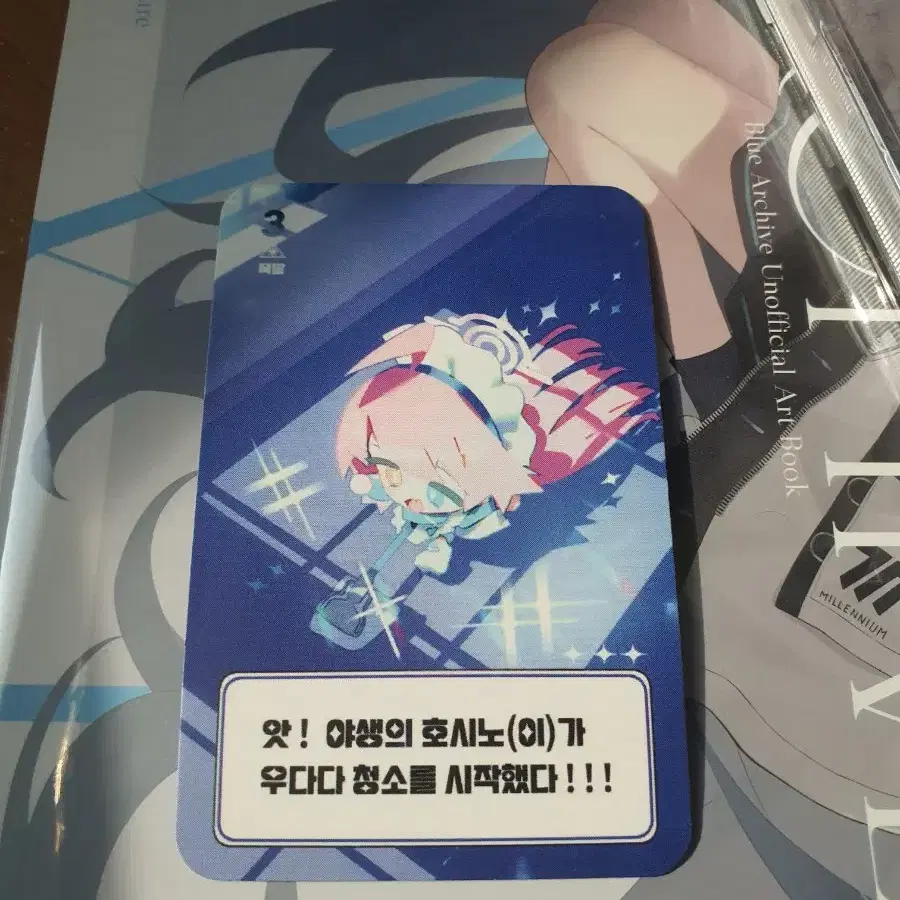 3
앗! 야생의 호시노(이)가
우다다 청소를 시작했다!!!
Blue Archive Unofficial Art Book
MILLENNIUM